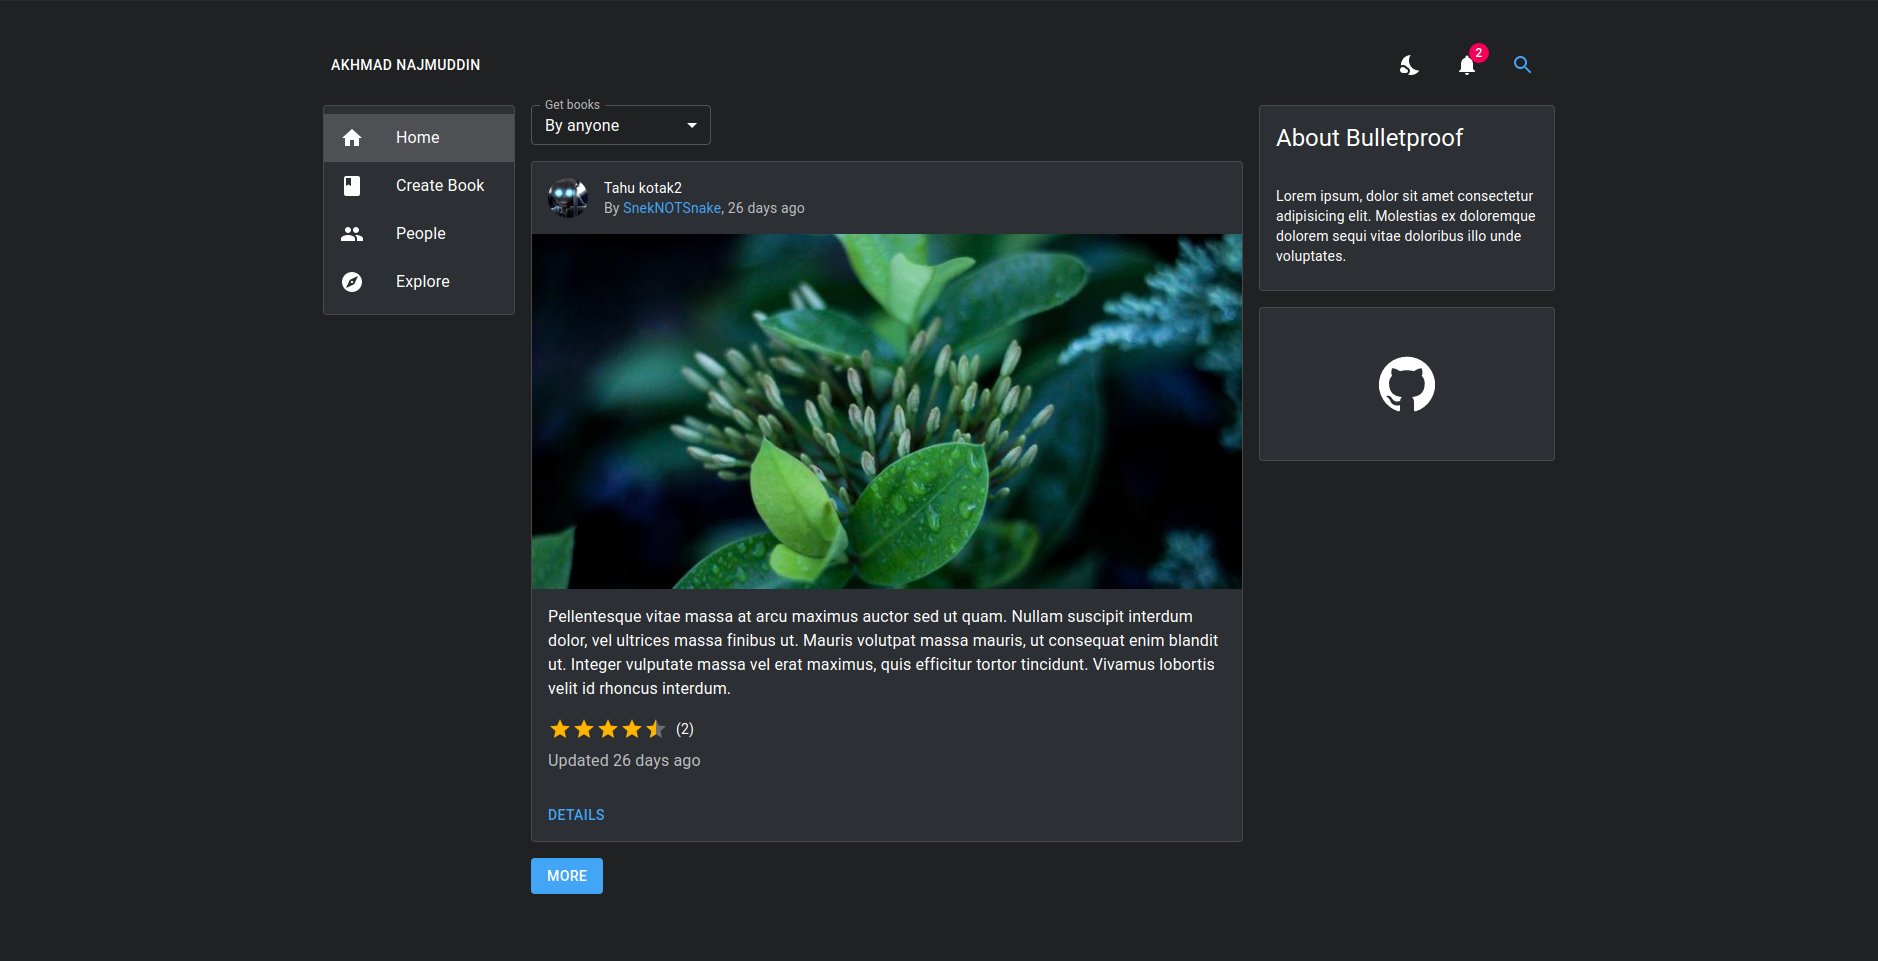 AKHMAD NAJMUDDIN
2
Home
Create Book
People
Explore
Get books
By anyone
Tahu kotak2
By SnekNOTSnake, 26 days ago
Pellentesque vitae massa at arcu maximus auctor sed ut quam. Nullam suscipit interdum
dolor, vel ultrices massa finibus ut. Mauris volutpat massa mauris, ut consequat enim blandit
ut. Integer vulputate massa vel erat maximus, quis efficitur tortor tincidunt. Vivamus lobortis
velit id rhoncus interdum.
(2)
Updated 26 days ago
DETAILS
MORE
About Bulletproof
Lorem ipsum, dolor sit amet consectetur
adipisicing elit. Molestias ex doloremque
dolorem sequi vitae doloribus illo unde
voluptates.